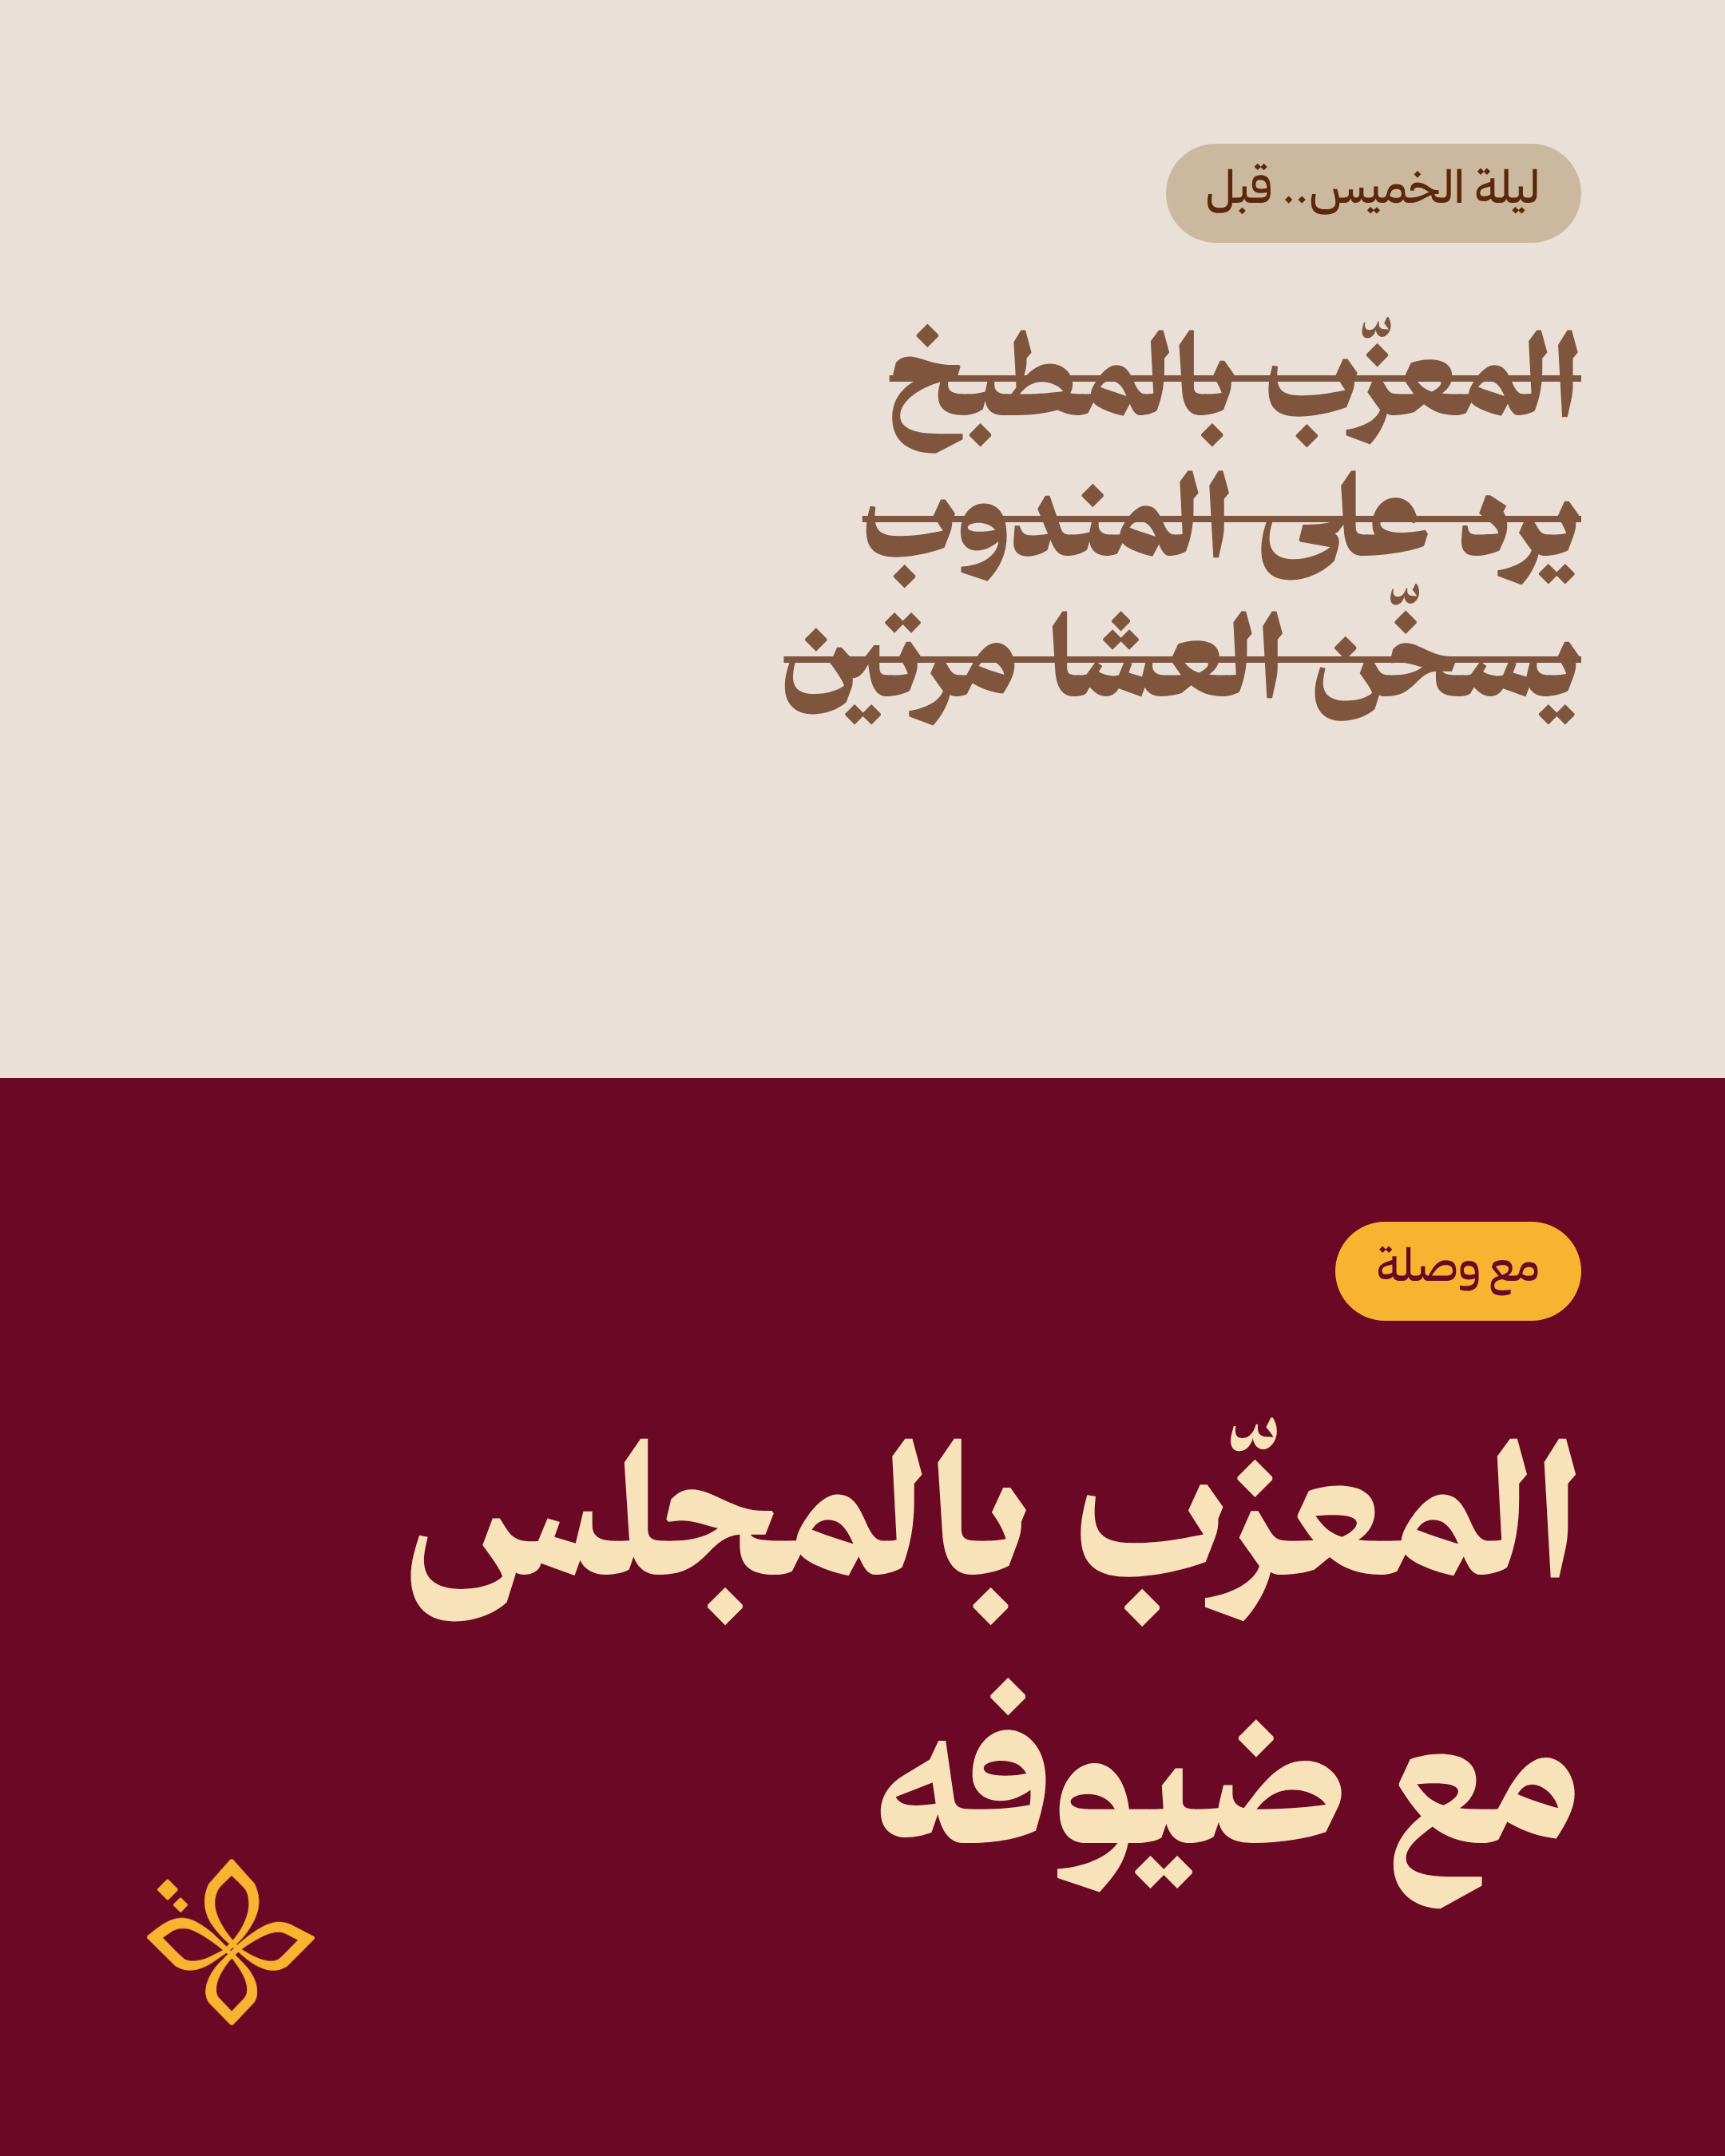 ليلة الخميس.. قبل
المعزّب بالمطبخ
يرد على المندوب
يسخّن العشا مرتين
مع وصلة
المعزّب بالمجلس
مع ضيوفه